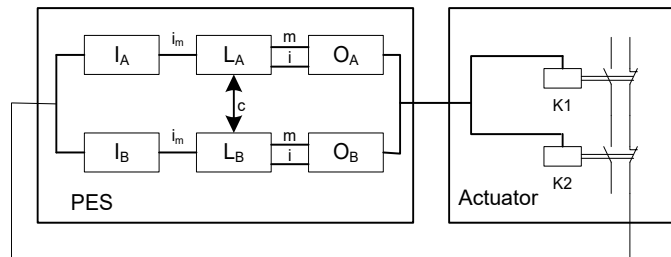 I_A i_m L_A m i O_A
c
I_B i_m L_B m i O_B
PES
K1
K2
Actuator